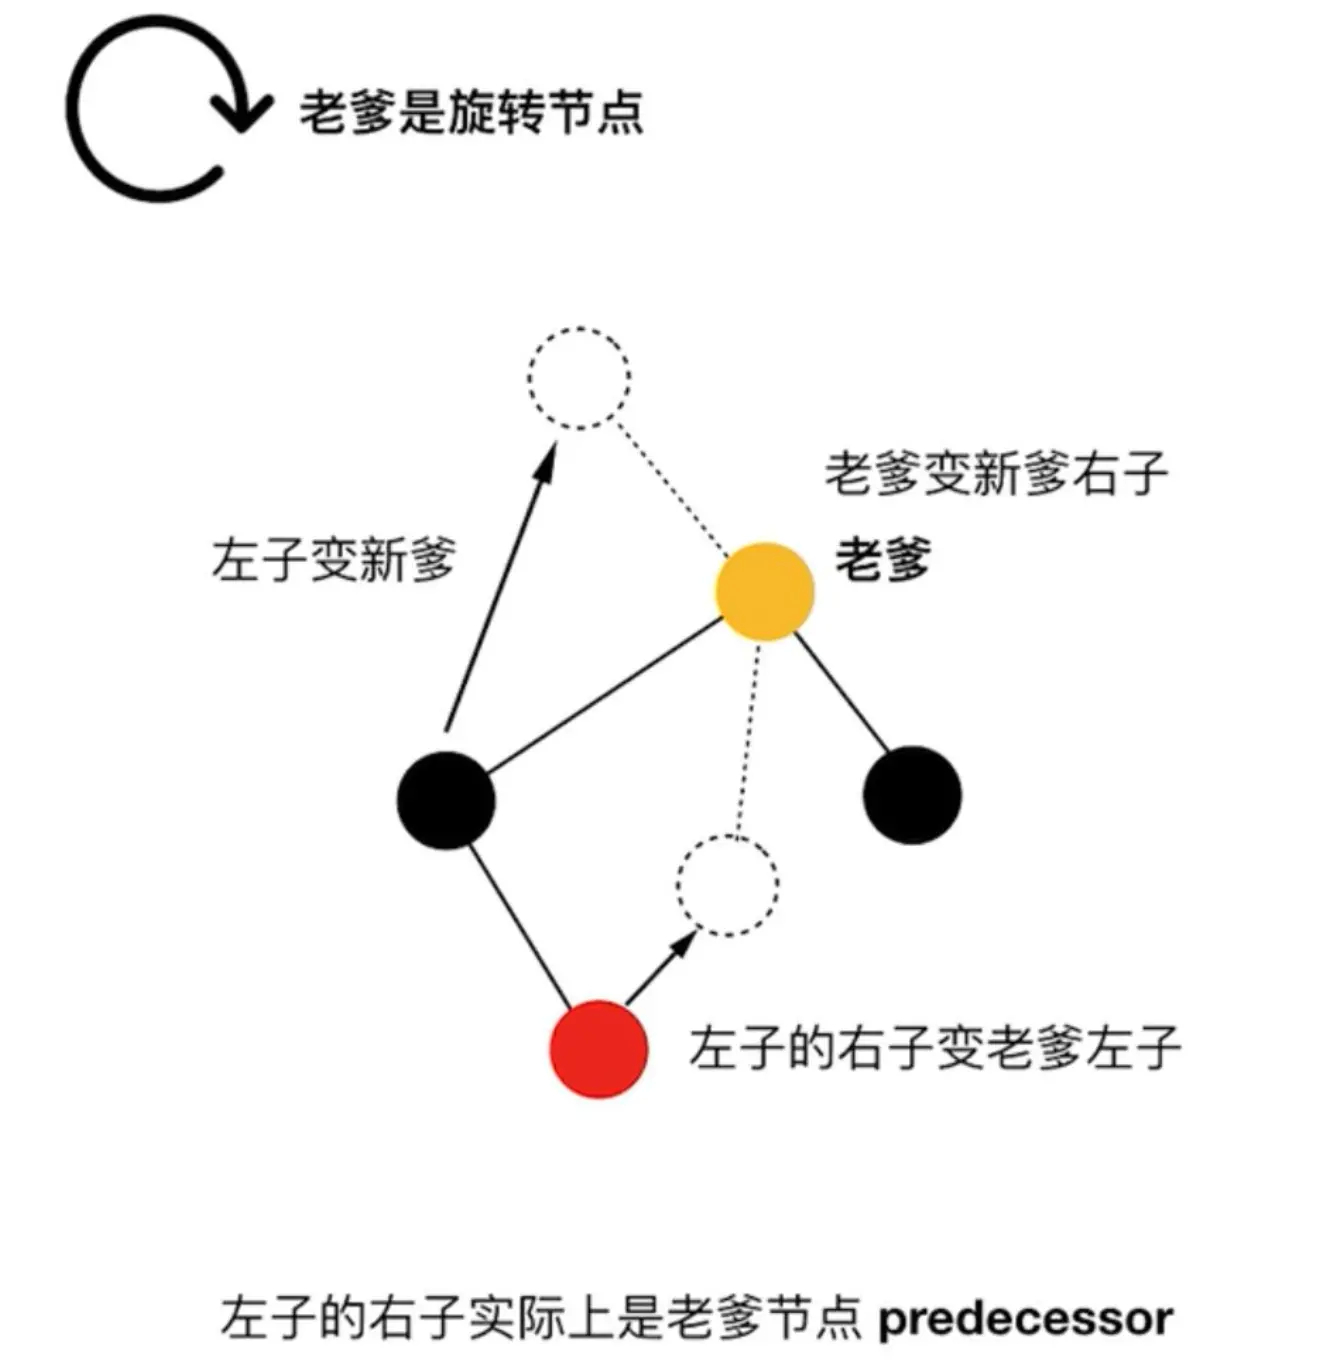 老爹是旋转节点
老爹变新爹右子
左子变新爹
老爹
左子的右子变老爹左子
左子的右子实际上是老爹节点 predecessor